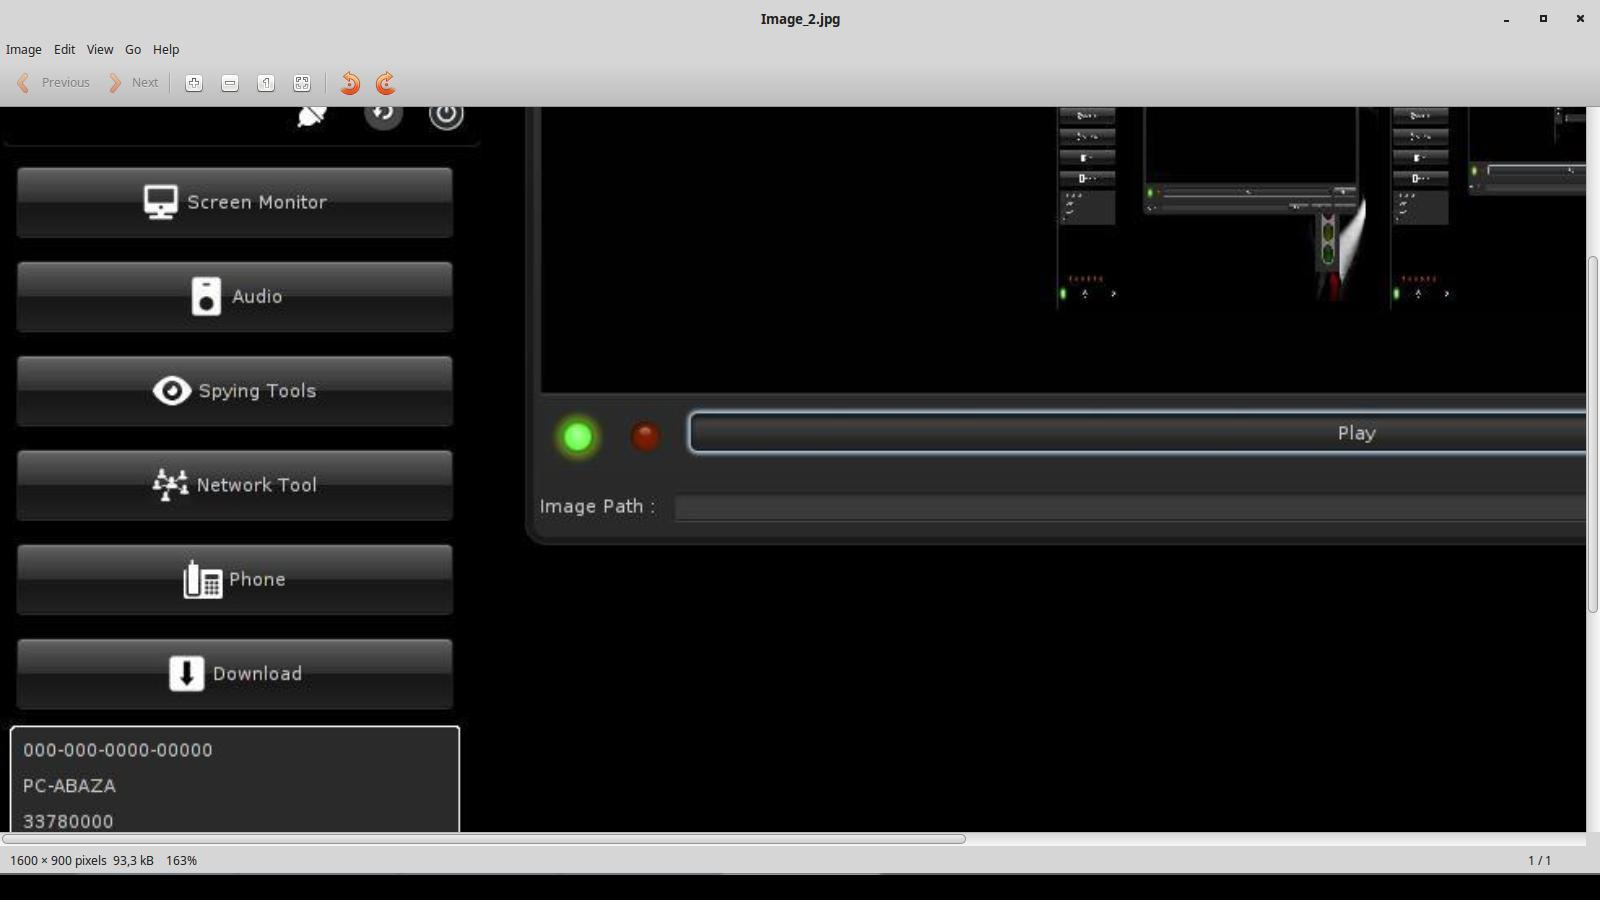 Image_2.jpg
Image Edit View Go Help
Previous Next
Screen Monitor
Audio
Spying Tools
Network Tool
Phone
Download
000-000-0000-00000
PC-ABAZA
33780000
Play
Image Path :
1600 × 900 pixels 93,3 kB 163%
1 / 1